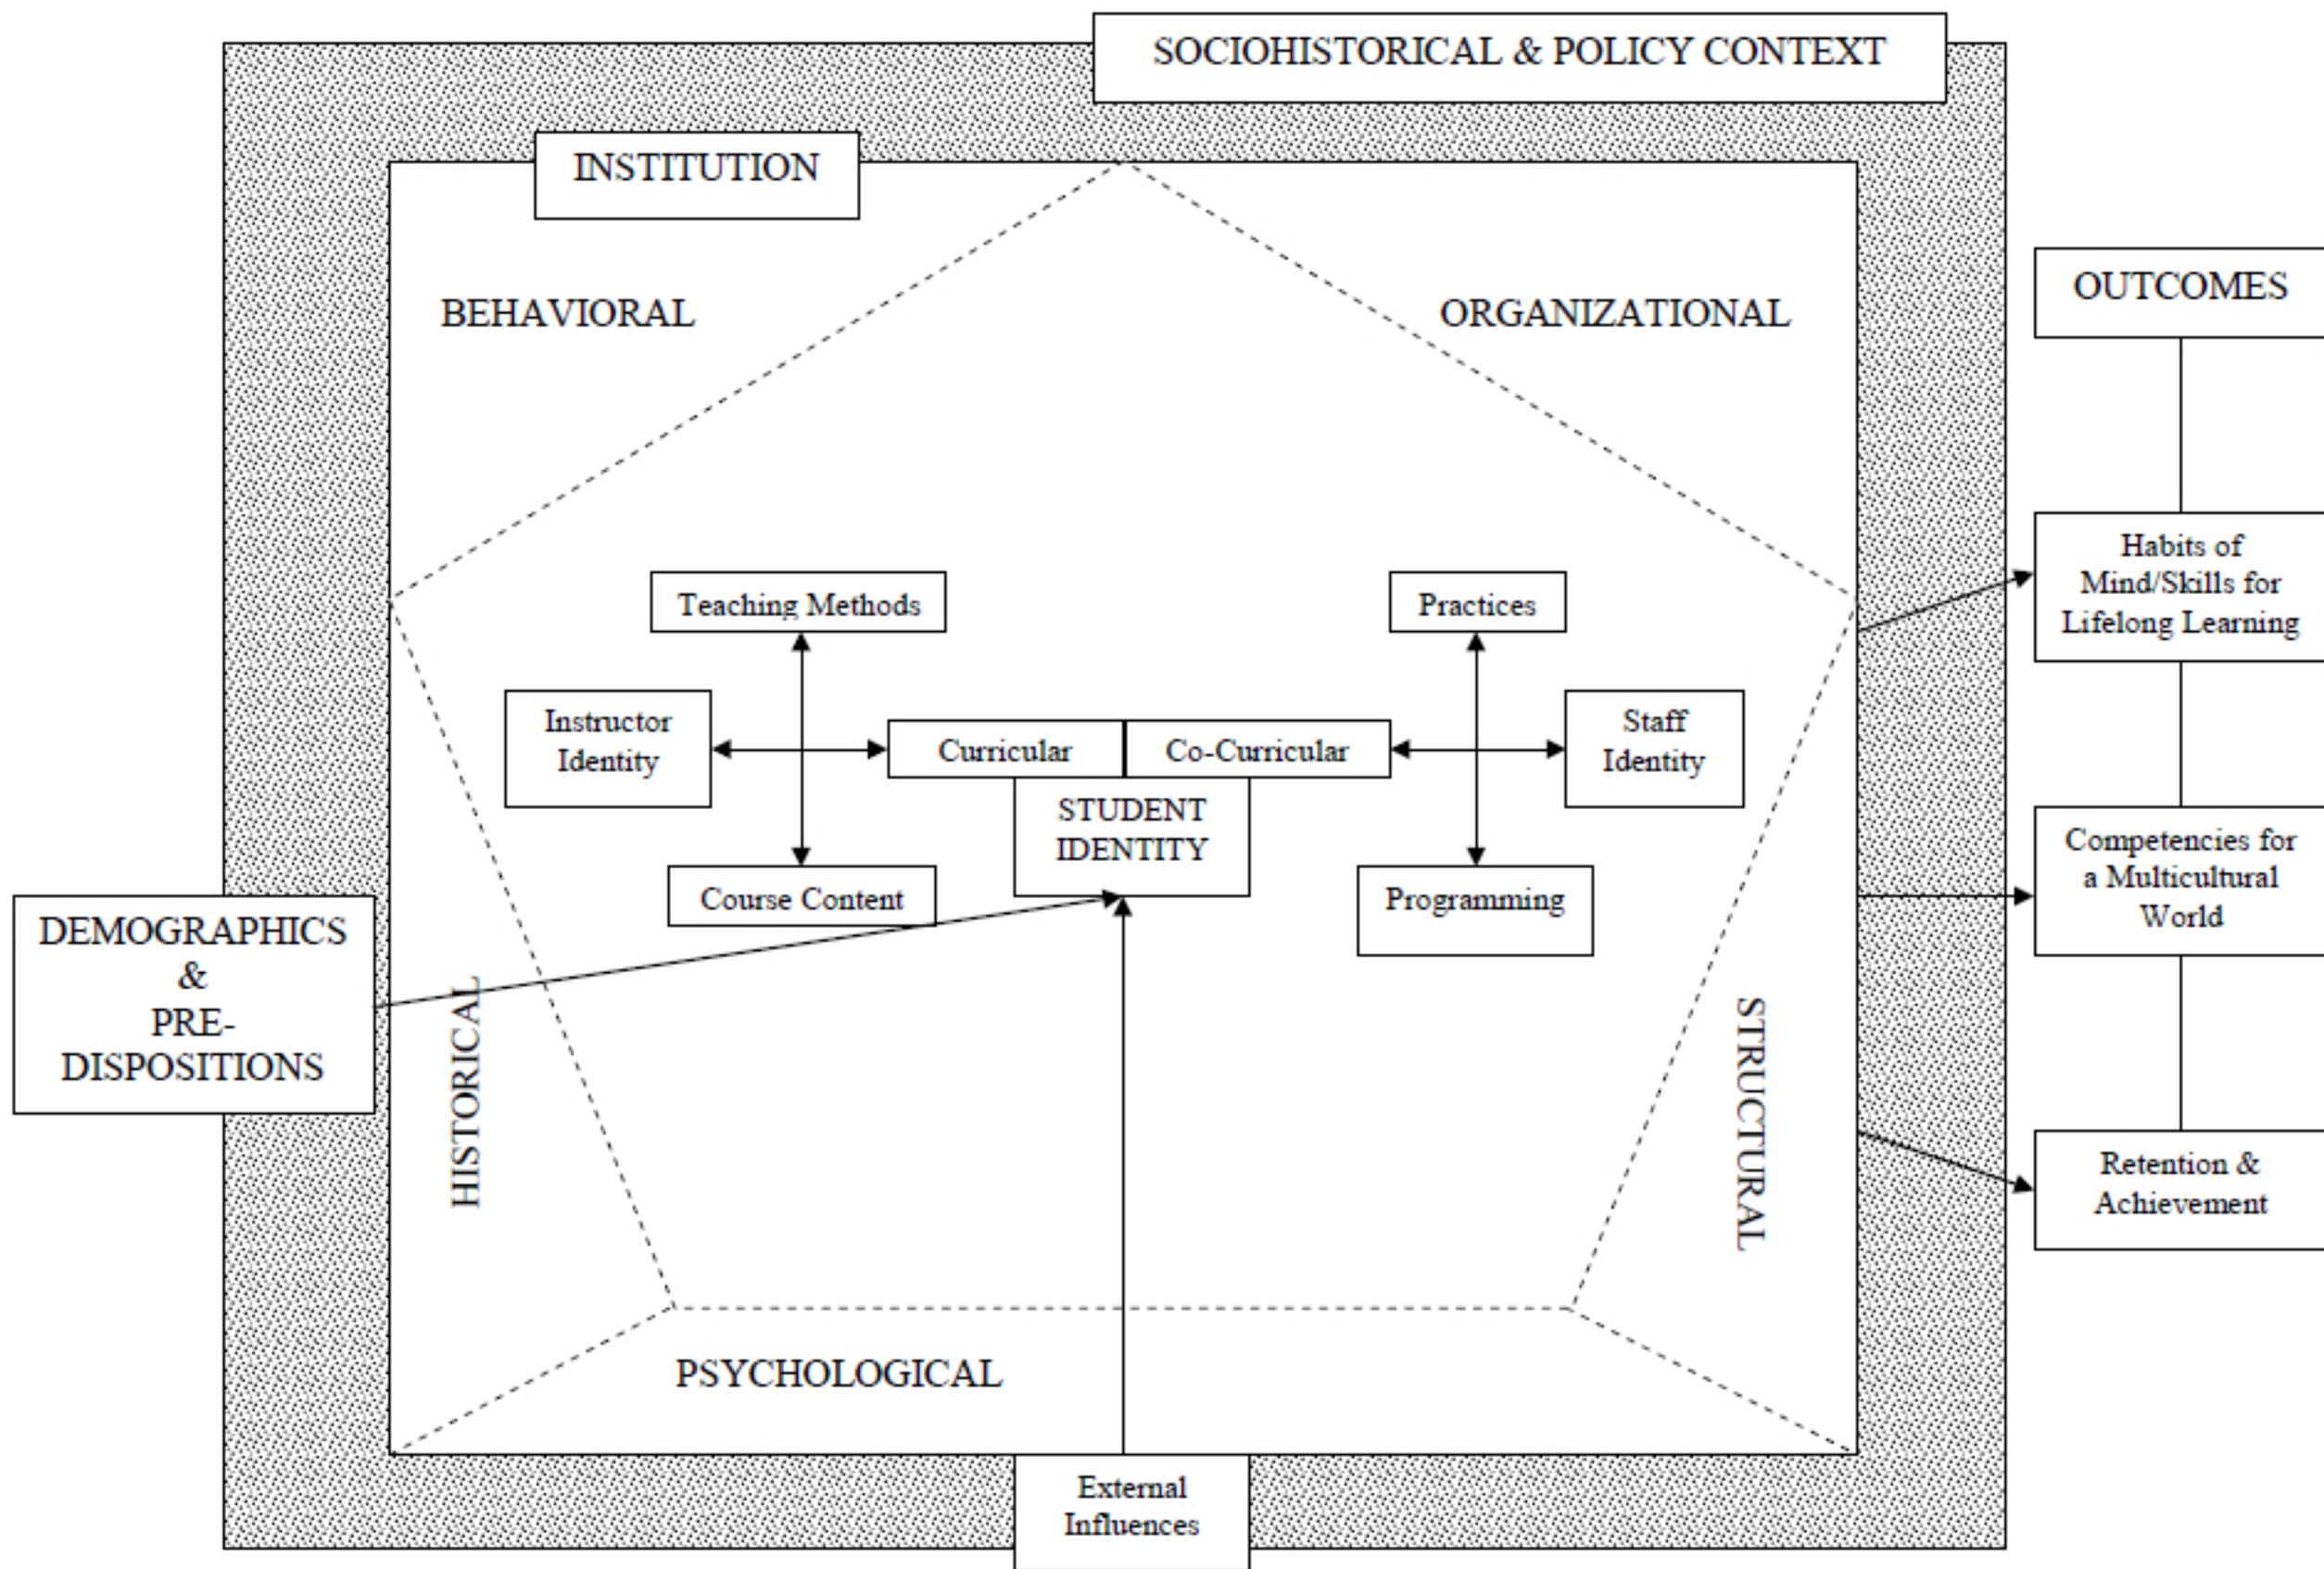 SOCIOHISTORICAL & POLICY CONTEXT
INSTITUTION
BEHAVIORAL
ORGANIZATIONAL
OUTCOMES
Habits of
Mind/Skills for
Lifelong Learning
Teaching Methods
Practices
Instructor
Identity
Curricular
Co-Curricular
Staff
Identity
STUDENT
IDENTITY
Course Content
Programming
Competencies for
a Multicultural
World
DEMOGRAPHICS
&
PRE-
DISPOSITIONS
HISTORICAL
STRUCTURAL
Retention &
Achievement
PSYCHOLOGICAL
External
Influences